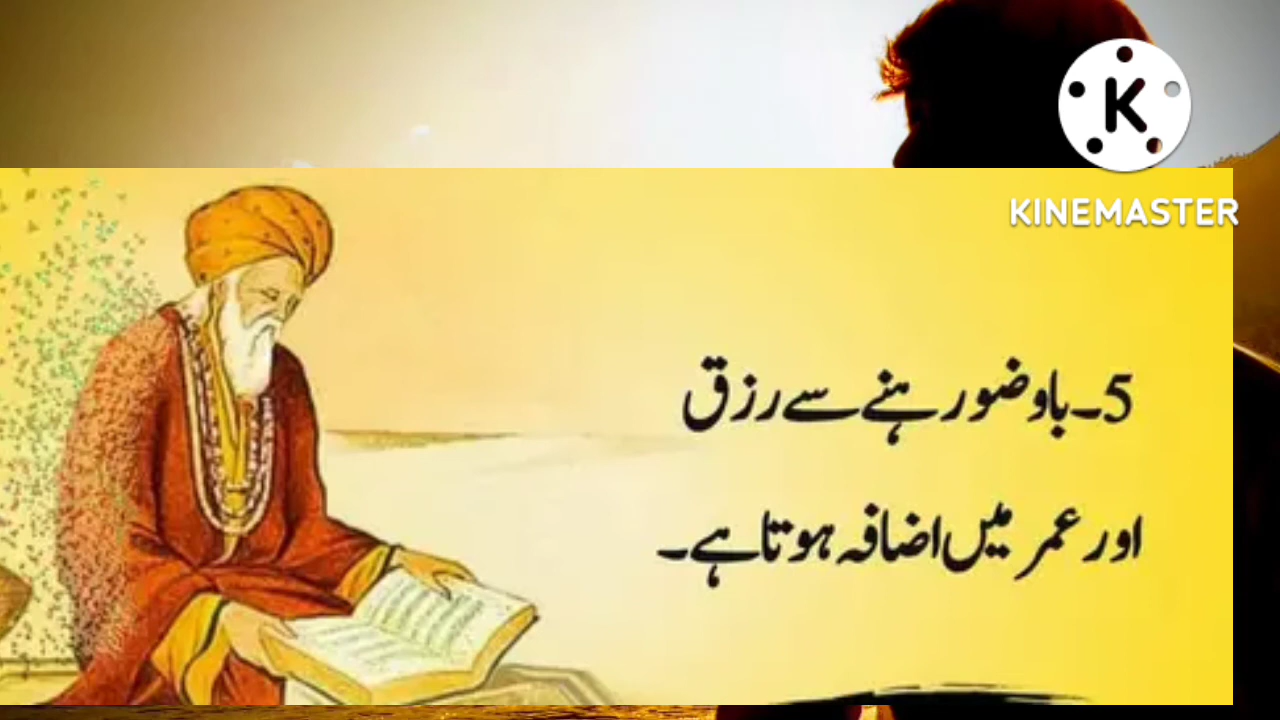 KINEMASTER
5۔ باوضو رہنے سے رزق
اور عمر میں اضافہ ہوتا ہے۔